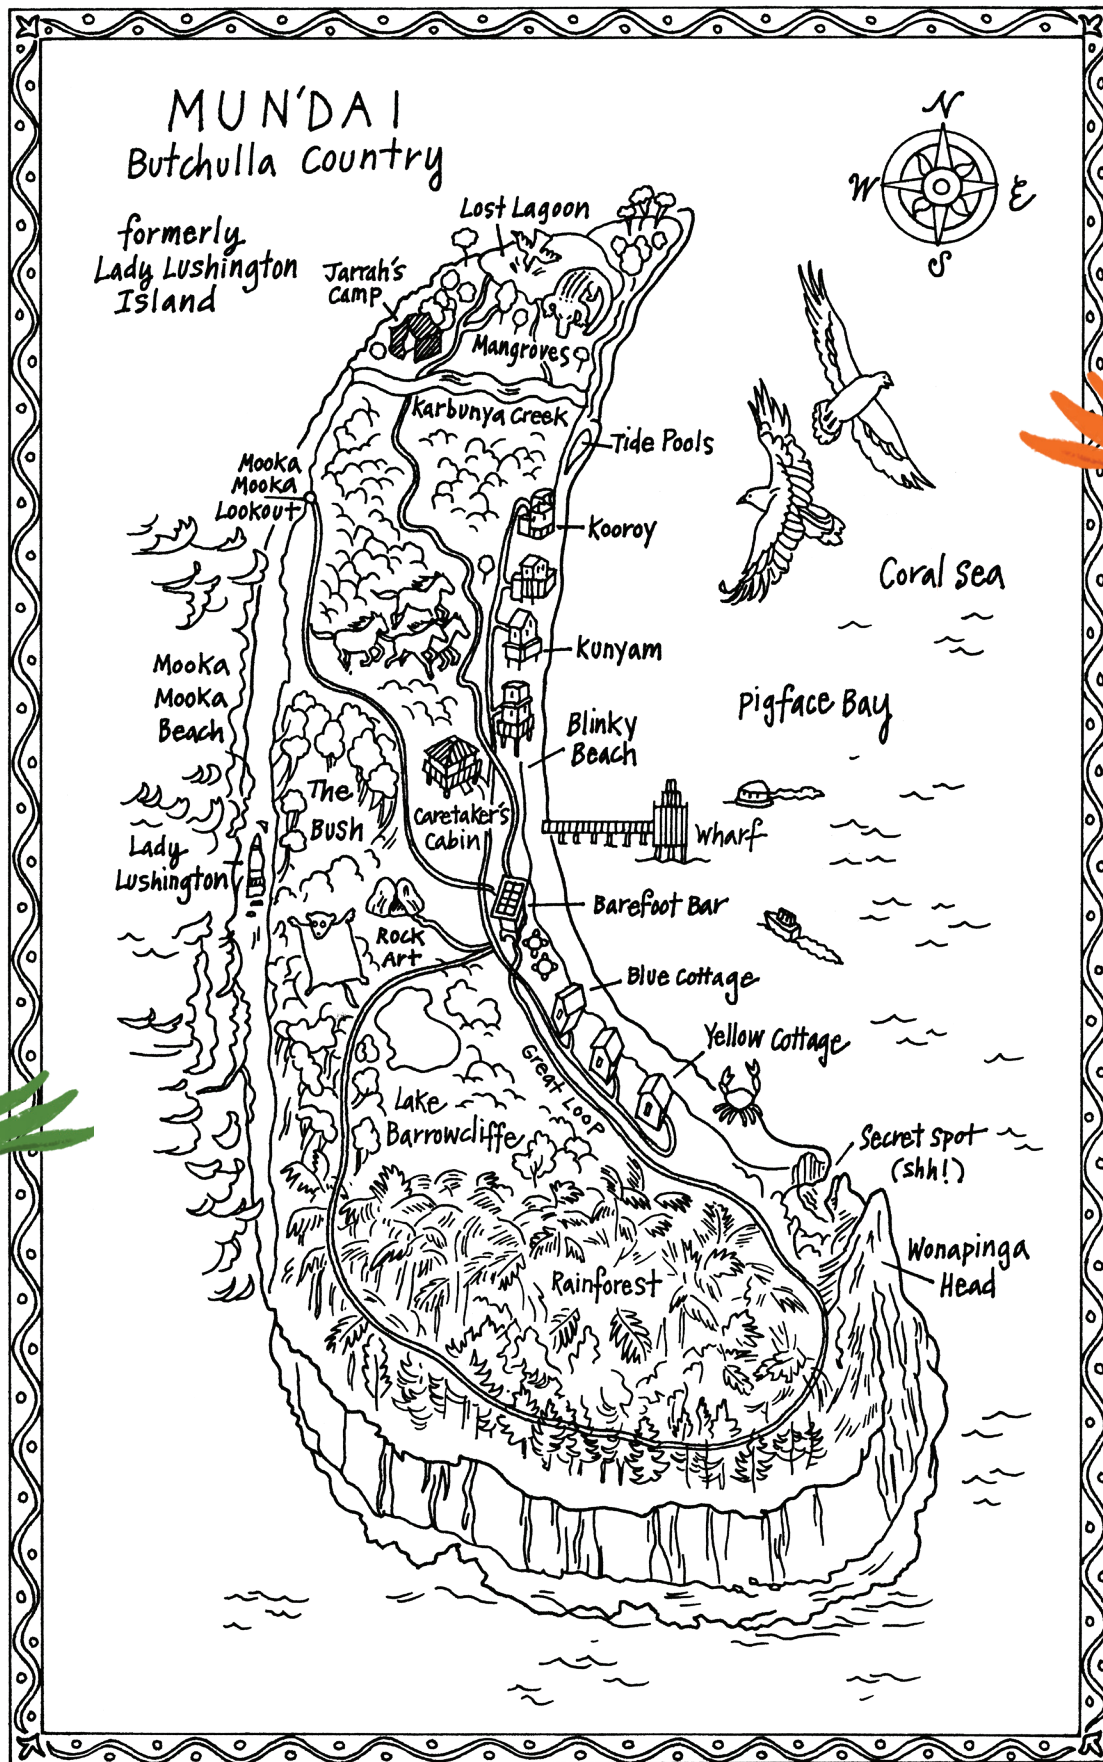 MUN'DAI
Butchulla Country
formerly
Lady Lushington
Island
N
W
E
S
Lost Lagoon
Jarrah's
Camp
Mangroves
Karbunya Creek
Tide Pools
Mooka
Mooka
Lookout
Kooroy
Coral Sea
Kunyam
Mooka
Mooka
Beach
Pigface Bay
Blinky
Beach
The
Bush
Caretaker's
Cabin
Wharf
Lady
Lushington
Barefoot Bar
Rock
Art
Blue Cottage
Yellow Cottage
Great Loop
Lake
Barrowcliffe
Secret Spot
(shh!)
Wonapinga
Head
Rainforest